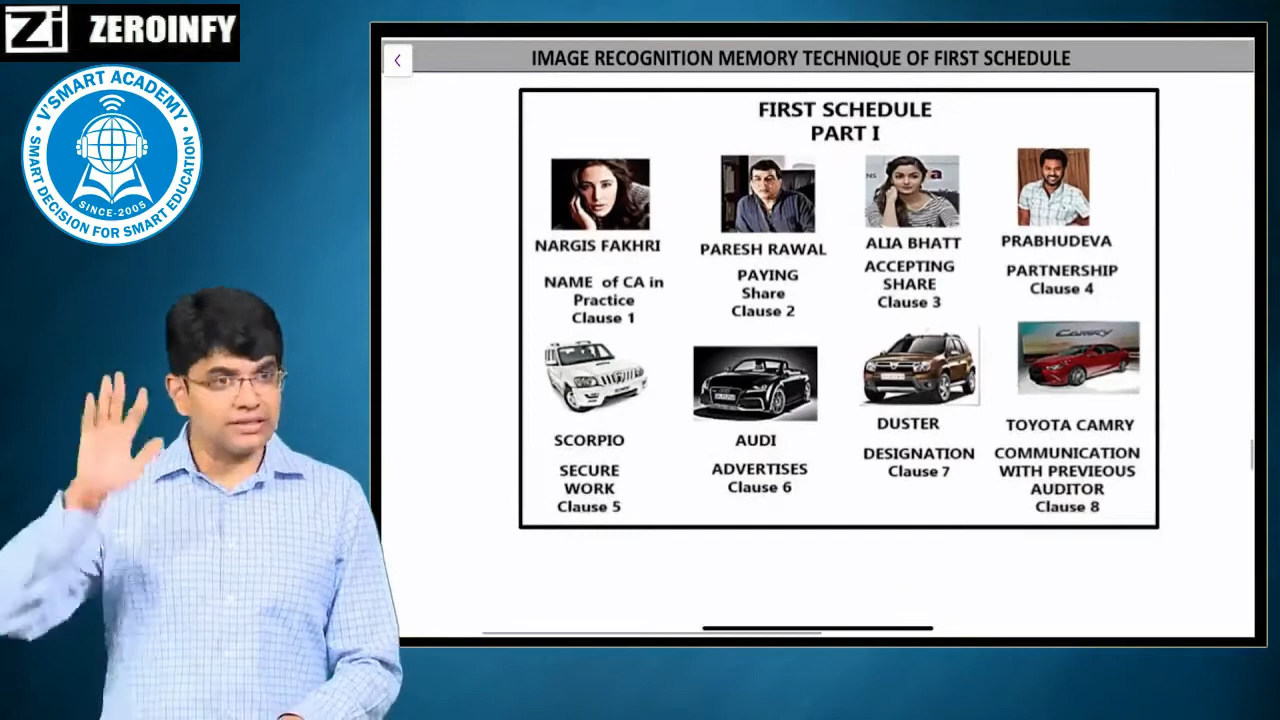 Zi ZEROINFY
V'SMART ACADEMY
SINCE-2005
SMART DECISION FOR SMART EDUCATION
IMAGE RECOGNITION MEMORY TECHNIQUE OF FIRST SCHEDULE
FIRST SCHEDULE
PART I
NARGIS FAKHRI
NAME of CA in
Practice
Clause 1
PARESH RAWAL
PAYING
Share
Clause 2
ALIA BHATT
ACCEPTING
SHARE
Clause 3
PRABHUDEVA
PARTNERSHIP
Clause 4
SCORPIO
SECURE
WORK
Clause 5
AUDI
ADVERTISES
Clause 6
DUSTER
DESIGNATION
Clause 7
CAMRY
TOYOTA CAMRY
COMMUNICATION
WITH PREVIEOUS
AUDITOR
Clause 8